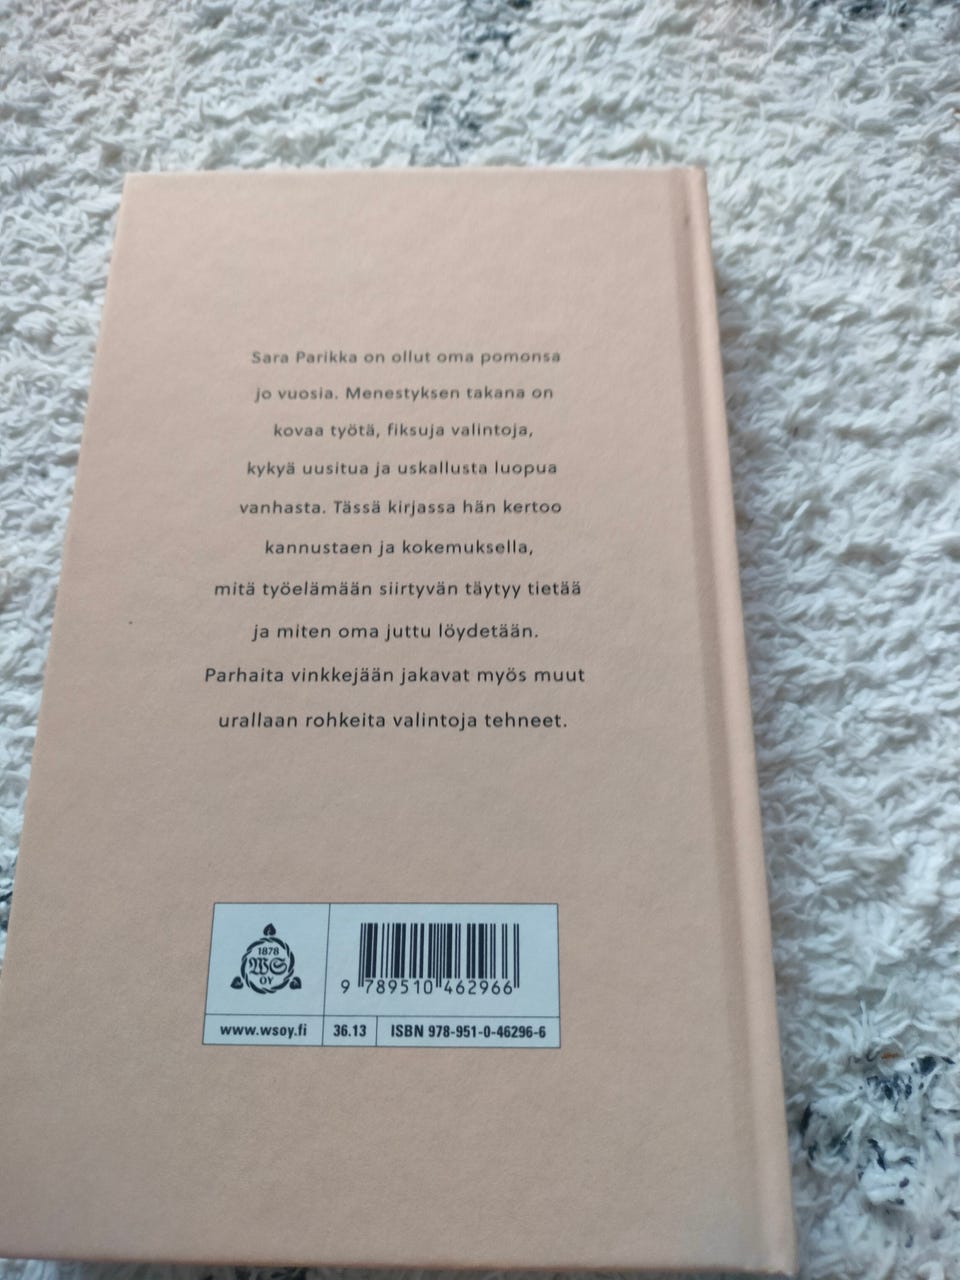 Sara Parikka on ollut oma pomonsa
jo vuosia. Menestyksen takana on
kovaa työtä, fiksuja valintoja,
kykyä uusitua ja uskallusta luopua
vanhasta. Tässä kirjassa hän kertoo
kannustaen ja kokemuksella,
mitä työelämään siirtyvän täytyy tietää
ja miten oma juttu löydetään.
Parhaita vinkkejään jakavat myös muut
urallaan rohkeita valintoja tehneet.
1878
WS
OY
9 789510 462966
www.wsoy.fi 36.13 ISBN 978-951-0-46296-6